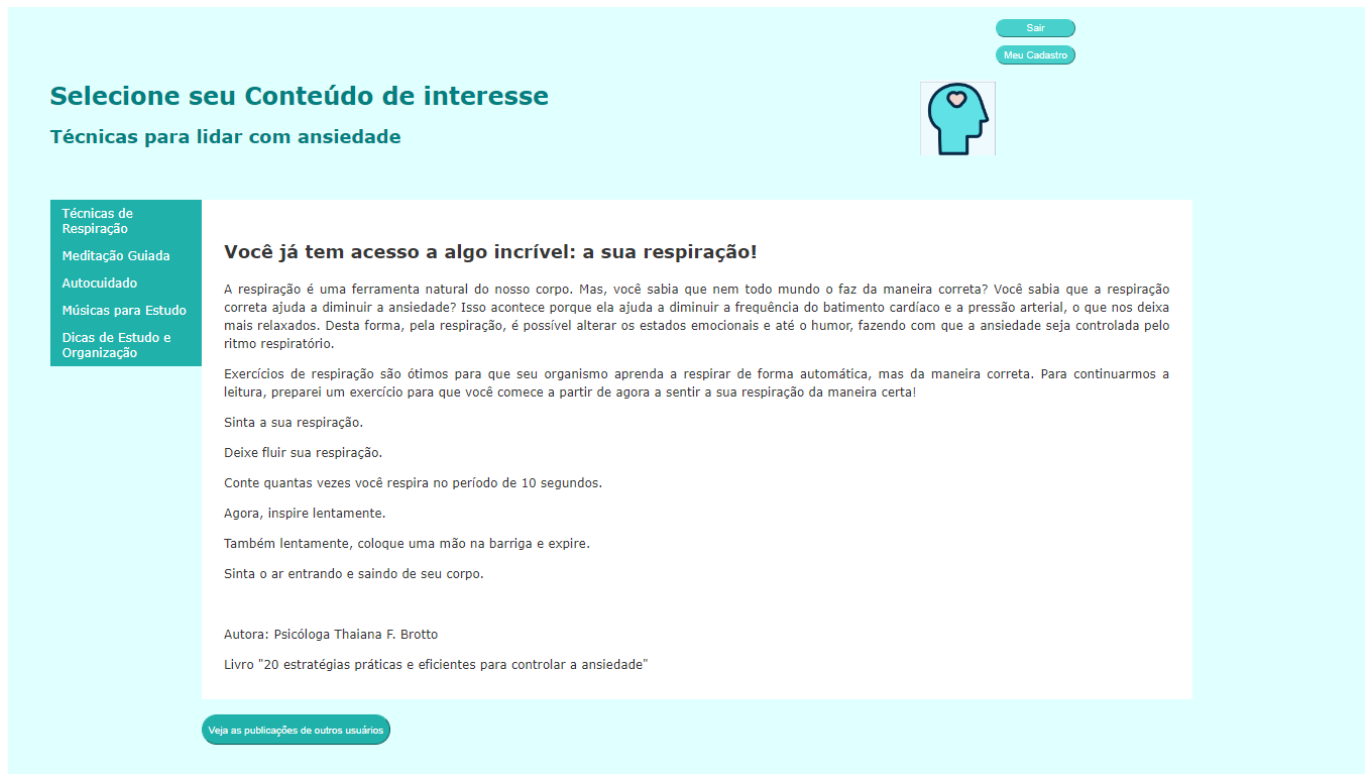 Sair
Meu Cadastro
Selecione seu Conteúdo de interesse
Técnicas para lidar com ansiedade
Técnicas de
Respiração
Meditação Guiada
Autocuidado
Músicas para Estudo
Dicas de Estudo e
Organização
Você já tem acesso a algo incrível: a sua respiração!
A respiração é uma ferramenta natural do nosso corpo. Mas, você sabia que nem todo mundo o faz da maneira correta? Você sabia que a respiração
correta ajuda a diminuir a ansiedade? Isso acontece porque ela ajuda a diminuir a frequência do batimento cardíaco e a pressão arterial, o que nos deixa
mais relaxados. Desta forma, pela respiração, é possível alterar os estados emocionais e até o humor, fazendo com que a ansiedade seja controlada pelo
ritmo respiratório.
Exercícios de respiração são ótimos para que seu organismo aprenda a respirar de forma automática, mas da maneira correta. Para continuarmos a
leitura, preparei um exercício para que você comece a partir de agora a sentir a sua respiração da maneira certa!
Sinta a sua respiração.
Deixe fluir sua respiração.
Conte quantas vezes você respira no período de 10 segundos.
Agora, inspire lentamente.
Também lentamente, coloque uma mão na barriga e expire.
Sinta o ar entrando e saindo de seu corpo.
Autora: Psicóloga Thaiana F. Brotto
Livro "20 estratégias práticas e eficientes para controlar a ansiedade"
Veja as publicações de outros usuários